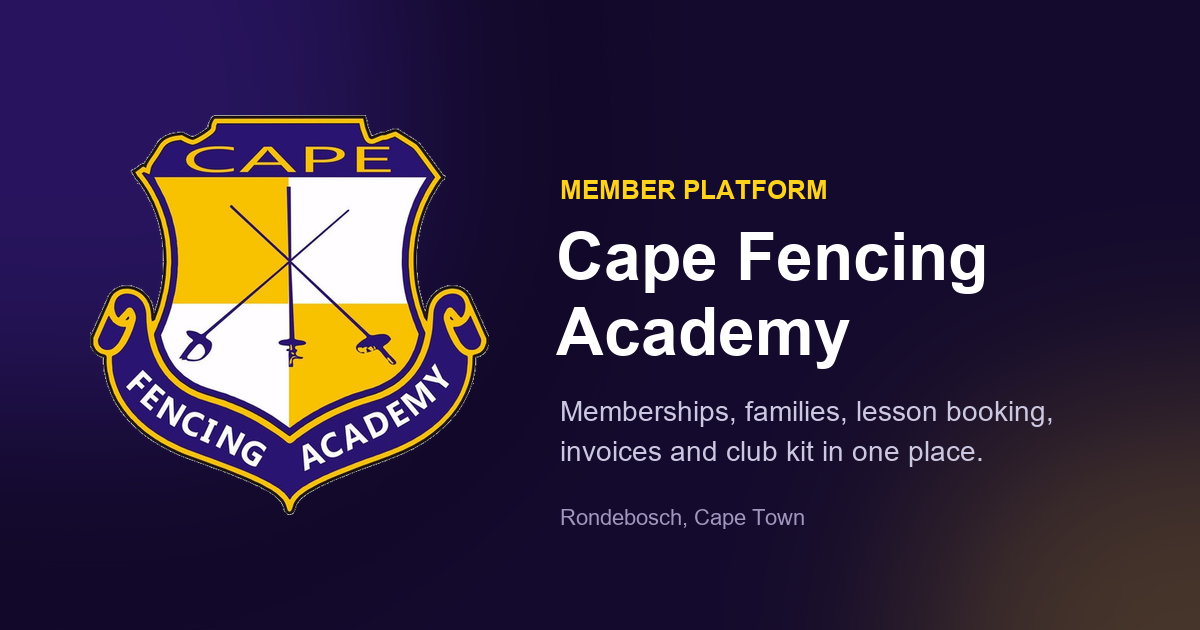 CAPE
FENCING ACADEMY
MEMBER PLATFORM
Cape Fencing
Academy
Memberships, families, lesson booking,
invoices and club kit in one place.
Rondebosch, Cape Town